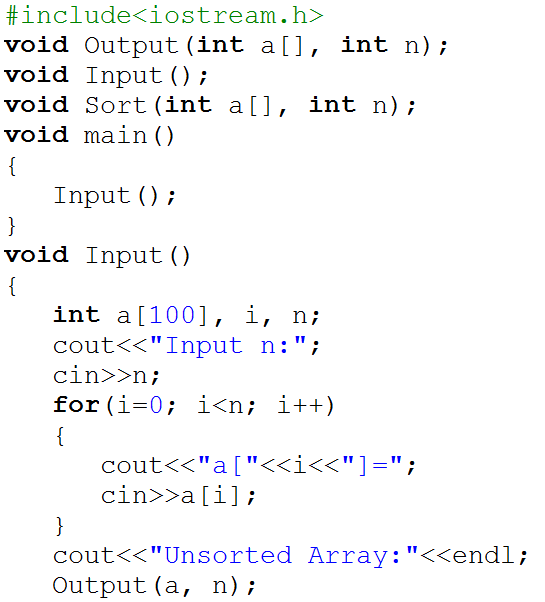 #include<iostream.h>
void Output(int a[], int n);
void Input();
void Sort(int a[], int n);
void main()
{
   Input();
}
void Input()
{
   int a[100], i, n;
   cout<<"Input n:";
   cin>>n;
   for(i=0; i<n; i++)
   {
      cout<<"a["<<i<<"]=";
      cin>>a[i];
   }
   cout<<"Unsorted Array:"<<endl;
   Output(a, n);